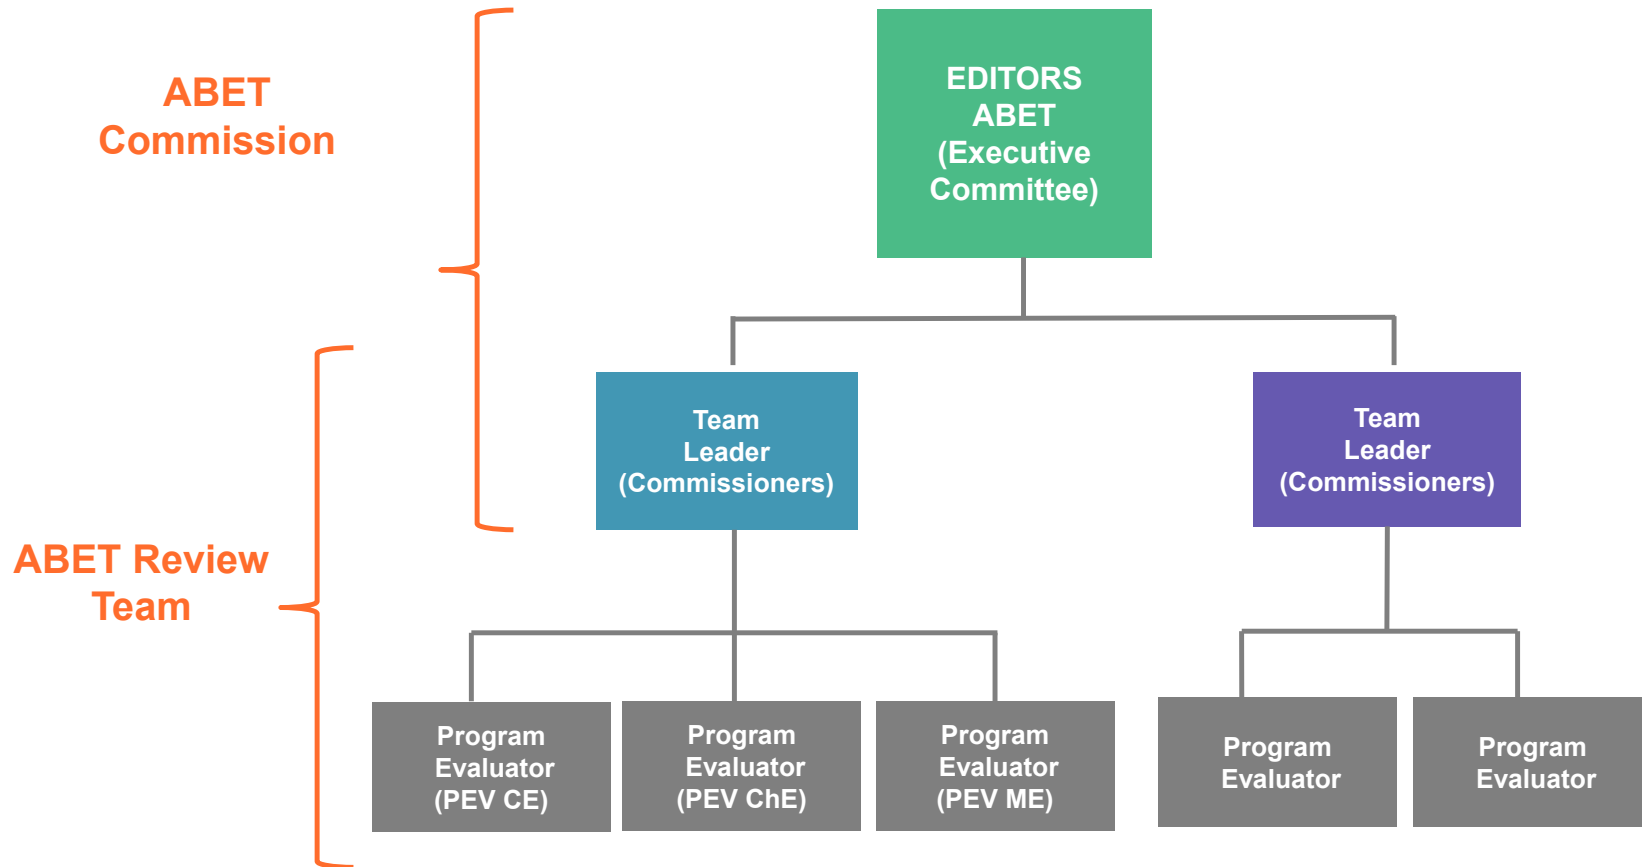 ABET
Commission
EDITORS
ABET
(Executive
Committee)
Team
Leader
(Commissioners)
Team
Leader
(Commissioners)
ABET Review
Team
Program
Evaluator
(PEV CE)
Program
Evaluator
(PEV ChE)
Program
Evaluator
(PEV ME)
Program
Evaluator
Program
Evaluator